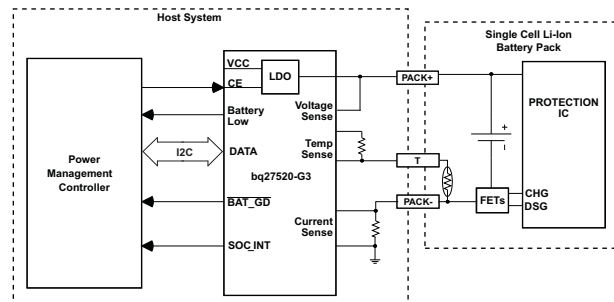 Host System
Single Cell Li-Ion
Battery Pack
VCC
LDO
CE
PACK+
Battery
Low
Voltage
Sense
PROTECTION
IC
Temp
Sense
I2C
DATA
T
Power
Management
Controller
bq27520-G3
BAT_GD
PACK-
FETs
CHG
DSG
Current
Sense
SOC_INT